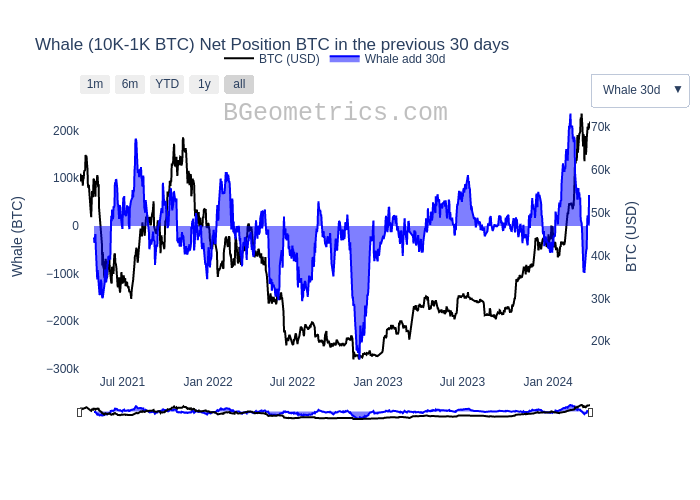 Whale (10K-1K BTC) Net Position BTC in the previous 30 days
BTC (USD)
Whale add 30d
1m
6m
YTD
1y
all
Whale 30d ▼
BGeometrics.com
200k
100k
0
−100k
−200k
−300k
Whale (BTC)
70k
60k
50k
40k
30k
20k
BTC (USD)
Jul 2021
Jan 2022
Jul 2022
Jan 2023
Jul 2023
Jan 2024